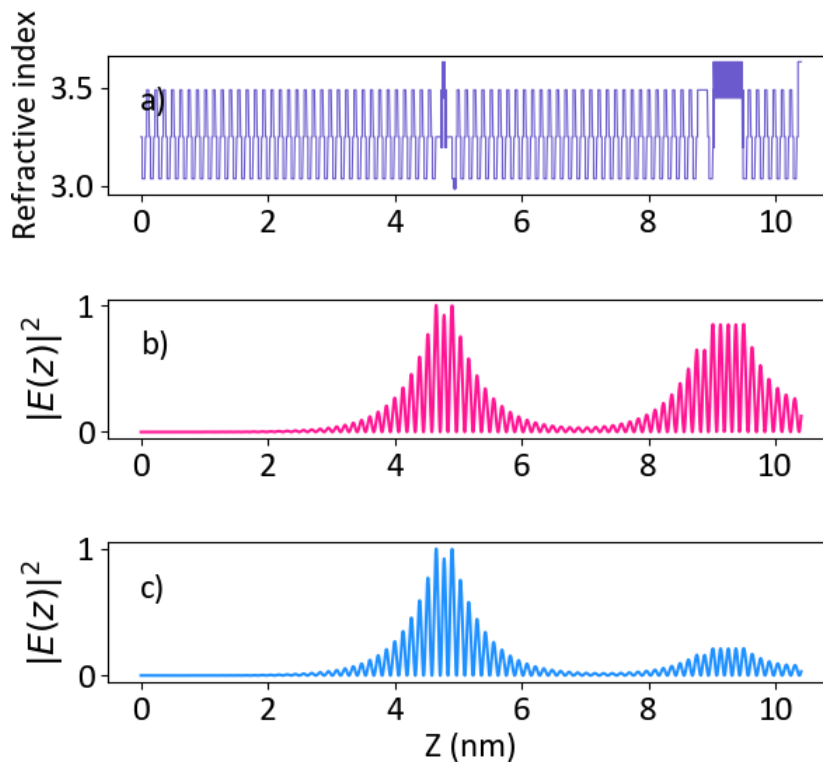 Refractive index
3.5
3.0
a)
0 2 4 6 8 10
|E(z)|²
1
0
b)
0 2 4 6 8 10
|E(z)|²
1
0
c)
0 2 4 6 8 10
Z (nm)